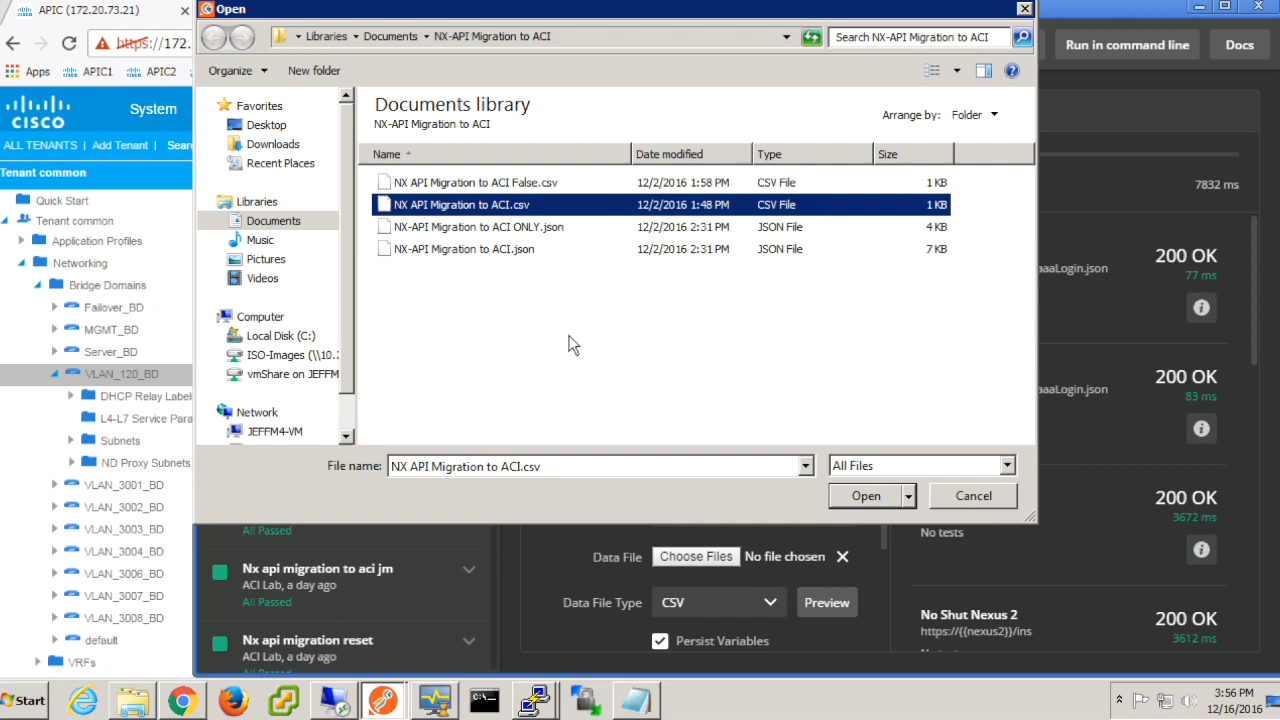 APIC (172.20.73.21)
https://172.
Apps
APIC1
APIC2
CISCO
System
ALL TENANTS
Add Tenant
Sear
Tenant common
Quick Start
Tenant common
Application Profiles
Networking
Bridge Domains
Failover_BD
MGMT_BD
Server_BD
VLAN_120_BD
DHCP Relay Label
L4-L7 Service Para
Subnets
ND Proxy Subnets
VLAN_3001_BD
VLAN_3002_BD
VLAN_3003_BD
VLAN_3004_BD
VLAN_3006_BD
VLAN_3007_BD
VLAN_3008_BD
default
VRFs
Open
Libraries
Documents
NX-API Migration to ACI
Search NX-API Migration to ACI
Organize
New folder
Favorites
Desktop
Downloads
Recent Places
Libraries
Documents
Music
Pictures
Videos
Computer
Local Disk (C:)
ISO-Images (\\10.
vmShare on JEFFM
Network
JEFFM4-VM
Documents library
NX-API Migration to ACI
Arrange by: Folder
Name Date modified Type Size
NX API Migration to ACI False.csv 12/2/2016 1:58 PM CSV File 1 KB
NX API Migration to ACI.csv 12/2/2016 1:48 PM CSV File 1 KB
NX-API Migration to ACI ONLY.json 12/2/2016 2:31 PM JSON File 4 KB
NX-API Migration to ACI.json 12/2/2016 2:31 PM JSON File 7 KB
File name: NX API Migration to ACI.csv
All Files
Open
Cancel
Run in command line
Docs
7832 ms
aaaLogin.json
200 OK
77 ms
aaaLogin.json
200 OK
83 ms
200 OK
3672 ms
No tests
No Shut Nexus 2
https://{{nexus2}}/ins
200 OK
3612 ms
All Passed
Nx api migration to aci jm
ACI Lab, a day ago
All Passed
Nx api migration reset
ACI Lab, a day ago
Data File
Choose Files
No file chosen
Data File Type
CSV
Preview
Persist Variables
Start
3:56 PM
12/16/2016